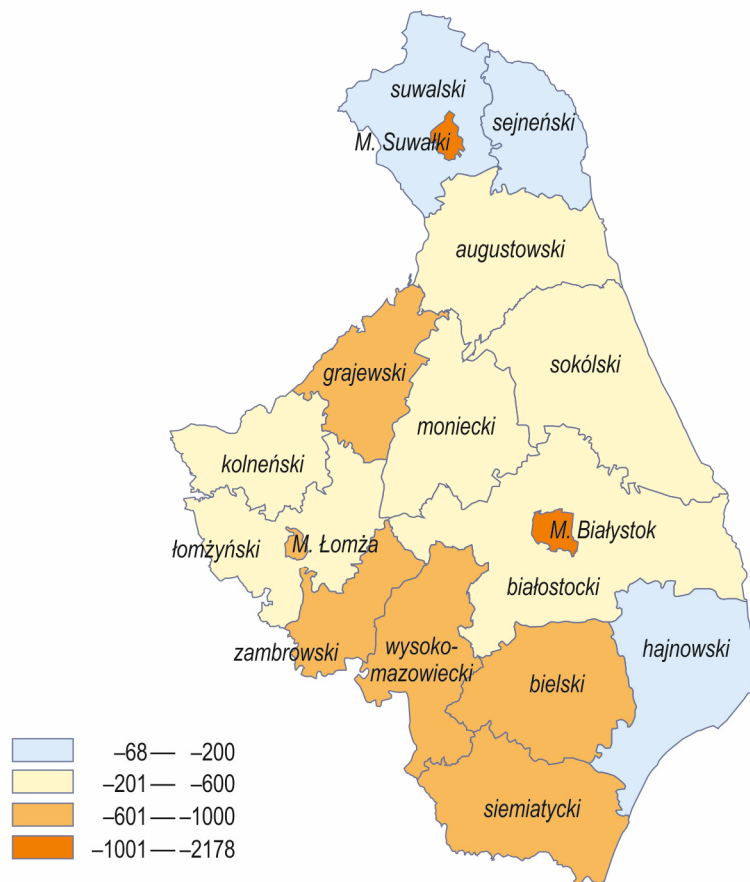 suwalski
sejneński
M. Suwałki
augustowski
sokólski
grajewski
moniecki
kolneński
M. Białystok
łomżyński
M. Łomża
białostocki
zambrowski
wysoko-
mazowiecki
hajnowski
bielski
siemiatycki
–68— –200
–201— –600
–601—–1000
–1001—–2178